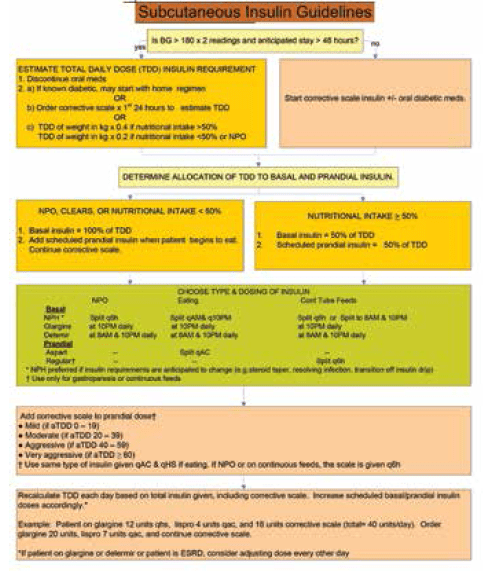 Subcutaneous Insulin Guidelines
Is BG > 180 x 2 readings and anticipated stay > 48 hours?
yes
no
ESTIMATE TOTAL DAILY DOSE (TDD) INSULIN REQUIREMENT
1. Discontinue oral meds
2. a) If known diabetic, may start with home regimen
OR
b) Order corrective scale x 1st 24 hours to estimate TDD
OR
c) TDD of weight in kg x 0.4 if nutritional intake >50%
TDD of weight in kg x 0.2 if nutritional intake <50% or NPO
Start corrective scale insulin +/- oral diabetic meds.
DETERMINE ALLOCATION OF TDD TO BASAL AND PRANDIAL INSULIN.
NPO, CLEARS, OR NUTRITIONAL INTAKE < 50%
1. Basal insulin = 100% of TDD
2. Add scheduled prandial insulin when patient begins to eat.
Continue corrective scale.
NUTRITIONAL INTAKE ≥ 50%
1. Basal insulin = 50% of TDD
2. Scheduled prandial insulin = 50% of TDD
CHOOSE TYPE & DOSING OF INSULIN
NPO Eating Cont Tube Feeds
Basal
NPH * Split q6h Split qAM& q10PM Split q6h or Split to 8AM & 10PM
Glargine at 10PM daily at 10PM daily at 10PM daily
Detemir at 8AM & 10PM daily at 8AM & 10PM daily at 8AM & 10PM daily
Prandial
Aspart -- Split qAC --
Regular† -- -- Split q6h
* NPH preferred if insulin requirements are anticipated to change (e.g. steroid taper, resolving infection, transition off insulin drip)
† Use only for gastroparesis or continuous feeds
Add corrective scale to prandial dose†
● Mild (if aTDD 0 – 19)
● Moderate (if aTDD 20 – 39)
● Aggressive (if aTDD 40 – 59)
● Very aggressive (if aTDD ≥ 60)
† Use same type of insulin given qAC & qHS if eating. If NPO or on continuous feeds, the scale is given q6h
Recalculate TDD each day based on total insulin given, including corrective scale. Increase scheduled basal/prandial insulin
doses accordingly.*
Example: Patient on glargine 12 units qhs, lispro 4 units qac, and 16 units corrective scale (total= 40 units/day). Order
glargine 20 units, lispro 7 units qac, and continue corrective scale.
*If patient on glargine or detemir or patient is ESRD, consider adjusting dose every other day